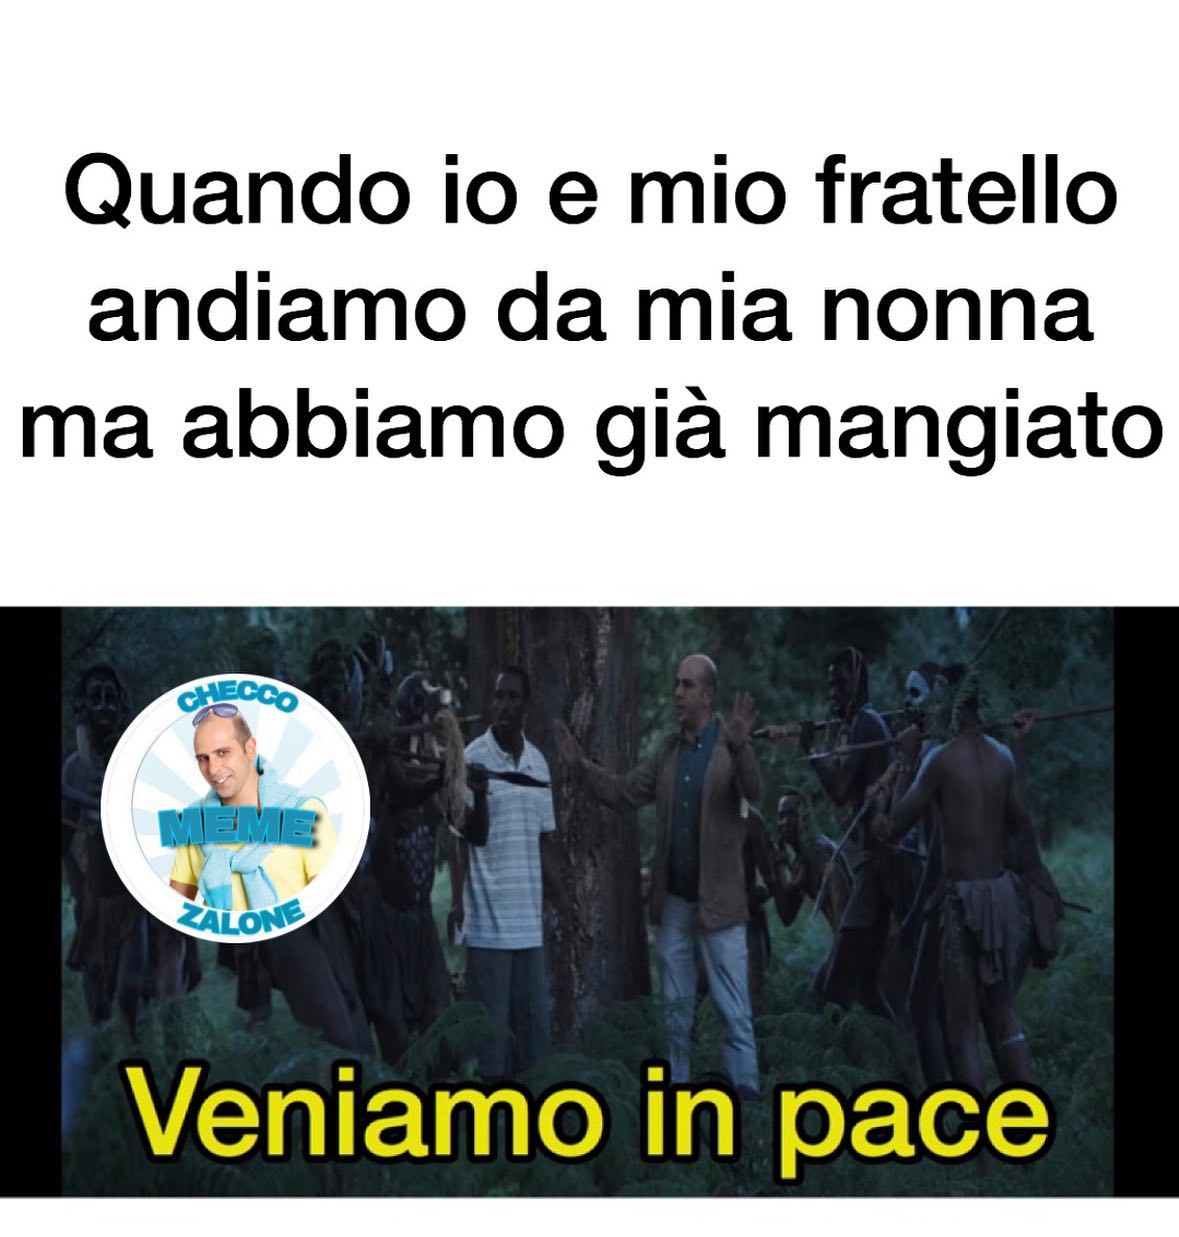 Quando io e mio fratello
andiamo da mia nonna
ma abbiamo già mangiato
CHECCO
MEME
ZALONE
Veniamo in pace